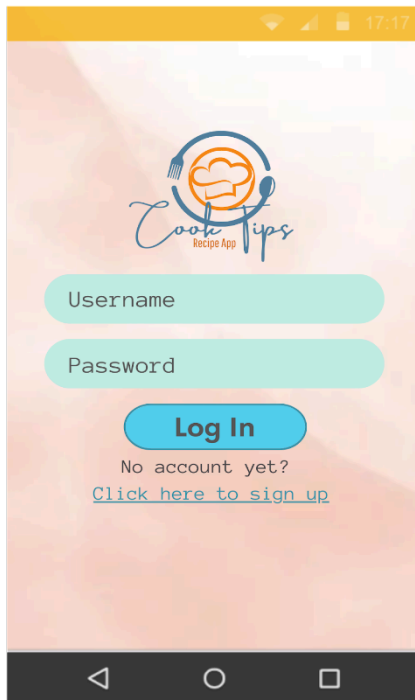 17:17
Cook Tips
Recipe App
Username
Password
Log In
No account yet?
Click here to sign up